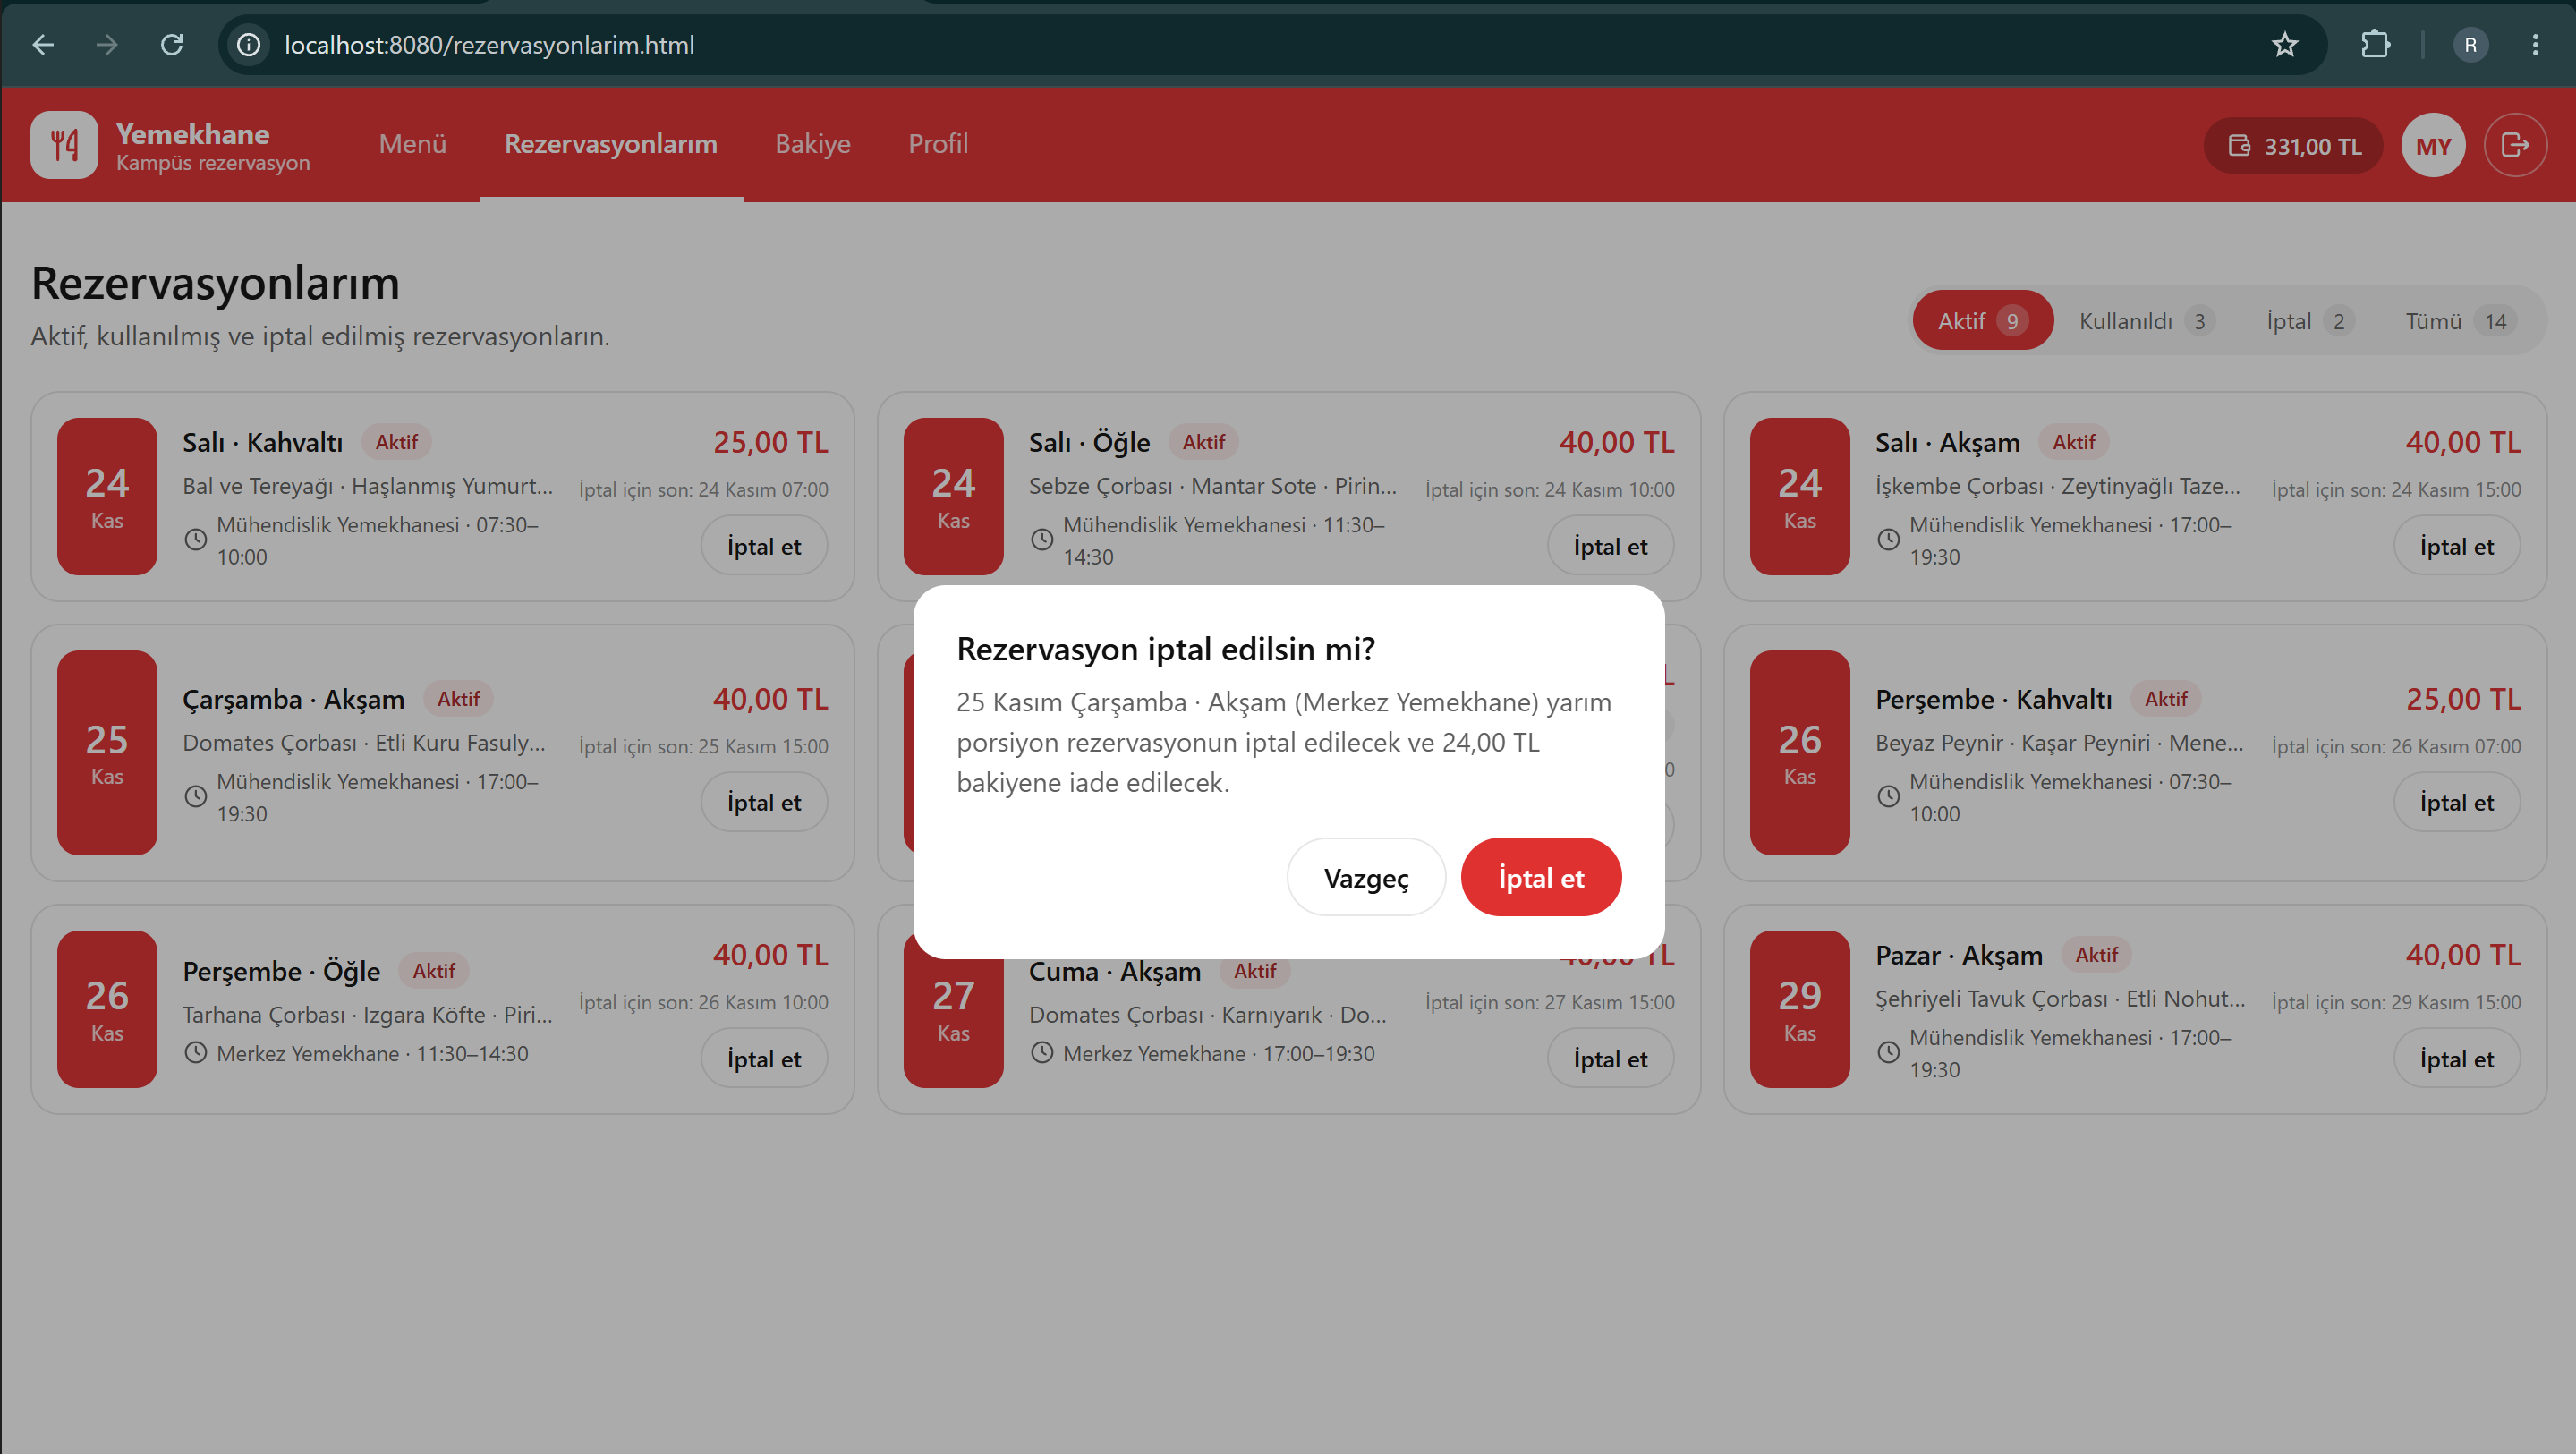 localhost:8080/rezervasyonlarim.html
R
Yemekhane
Kampüs rezervasyon
Menü
Rezervasyonlarım
Bakiye
Profil
331,00 TL
MY
Rezervasyonlarım
Aktif, kullanılmış ve iptal edilmiş rezervasyonların.
Aktif 9
Kullanıldı 3
İptal 2
Tümü 14
24
Kas
Salı · Kahvaltı
Aktif
25,00 TL
Bal ve Tereyağı · Haşlanmış Yumurt...
İptal için son: 24 Kasım 07:00
Mühendislik Yemekhanesi · 07:30–
10:00
İptal et
24
Kas
Salı · Öğle
Aktif
40,00 TL
Sebze Çorbası · Mantar Sote · Pirin...
İptal için son: 24 Kasım 10:00
Mühendislik Yemekhanesi · 11:30–
14:30
İptal et
24
Kas
Salı · Akşam
Aktif
40,00 TL
İşkembe Çorbası · Zeytinyağlı Taze...
İptal için son: 24 Kasım 15:00
Mühendislik Yemekhanesi · 17:00–
19:30
İptal et
25
Kas
Çarşamba · Akşam
Aktif
40,00 TL
Domates Çorbası · Etli Kuru Fasuly...
İptal için son: 25 Kasım 15:00
Mühendislik Yemekhanesi · 17:00–
19:30
İptal et
Rezervasyon iptal edilsin mi?
25 Kasım Çarşamba · Akşam (Merkez Yemekhane) yarım
porsiyon rezervasyonun iptal edilecek ve 24,00 TL
bakiyene iade edilecek.
Vazgeç
İptal et
26
Kas
Perşembe · Kahvaltı
Aktif
25,00 TL
Beyaz Peynir · Kaşar Peyniri · Mene...
İptal için son: 26 Kasım 07:00
Mühendislik Yemekhanesi · 07:30–
10:00
İptal et
26
Kas
Perşembe · Öğle
Aktif
40,00 TL
Tarhana Çorbası · Izgara Köfte · Piri...
İptal için son: 26 Kasım 10:00
Merkez Yemekhane · 11:30–14:30
İptal et
27
Kas
Cuma · Akşam
Aktif
40,00 TL
Domates Çorbası · Karnıyarık · Do...
İptal için son: 27 Kasım 15:00
Merkez Yemekhane · 17:00–19:30
İptal et
29
Kas
Pazar · Akşam
Aktif
40,00 TL
Şehriyeli Tavuk Çorbası · Etli Nohut...
İptal için son: 29 Kasım 15:00
Mühendislik Yemekhanesi · 17:00–
19:30
İptal et